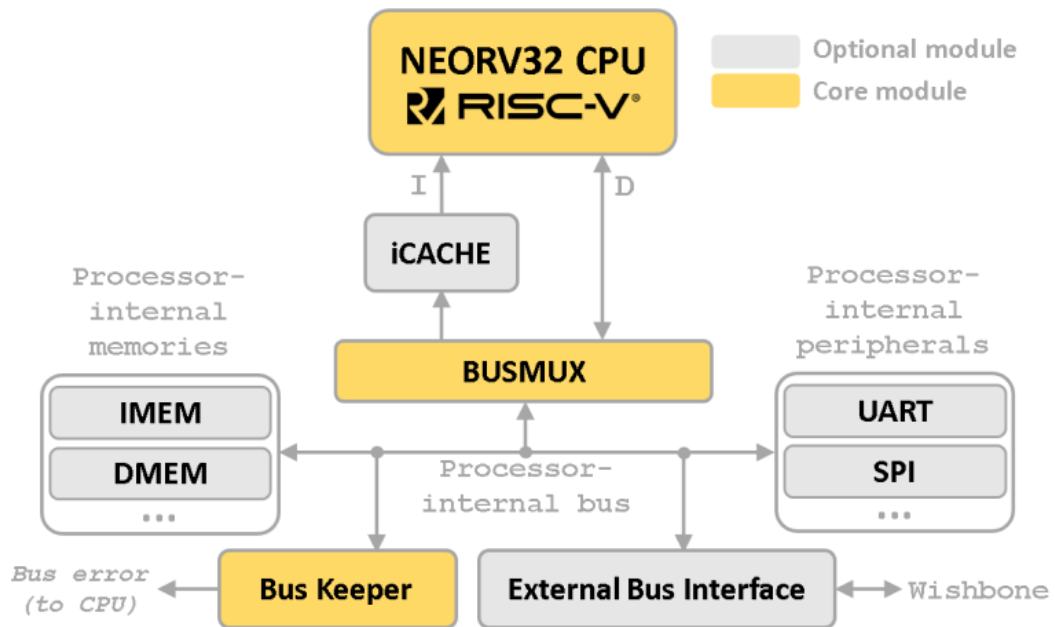 NEORV32 CPU
RISC-V®
Optional module
Core module
I
D
iCACHE
Processor-
internal
memories
Processor-
internal
peripherals
BUSMUX
IMEM
DMEM
...
UART
SPI
...
Processor-
internal bus
Bus error
(to CPU)
Bus Keeper
External Bus Interface
Wishbone